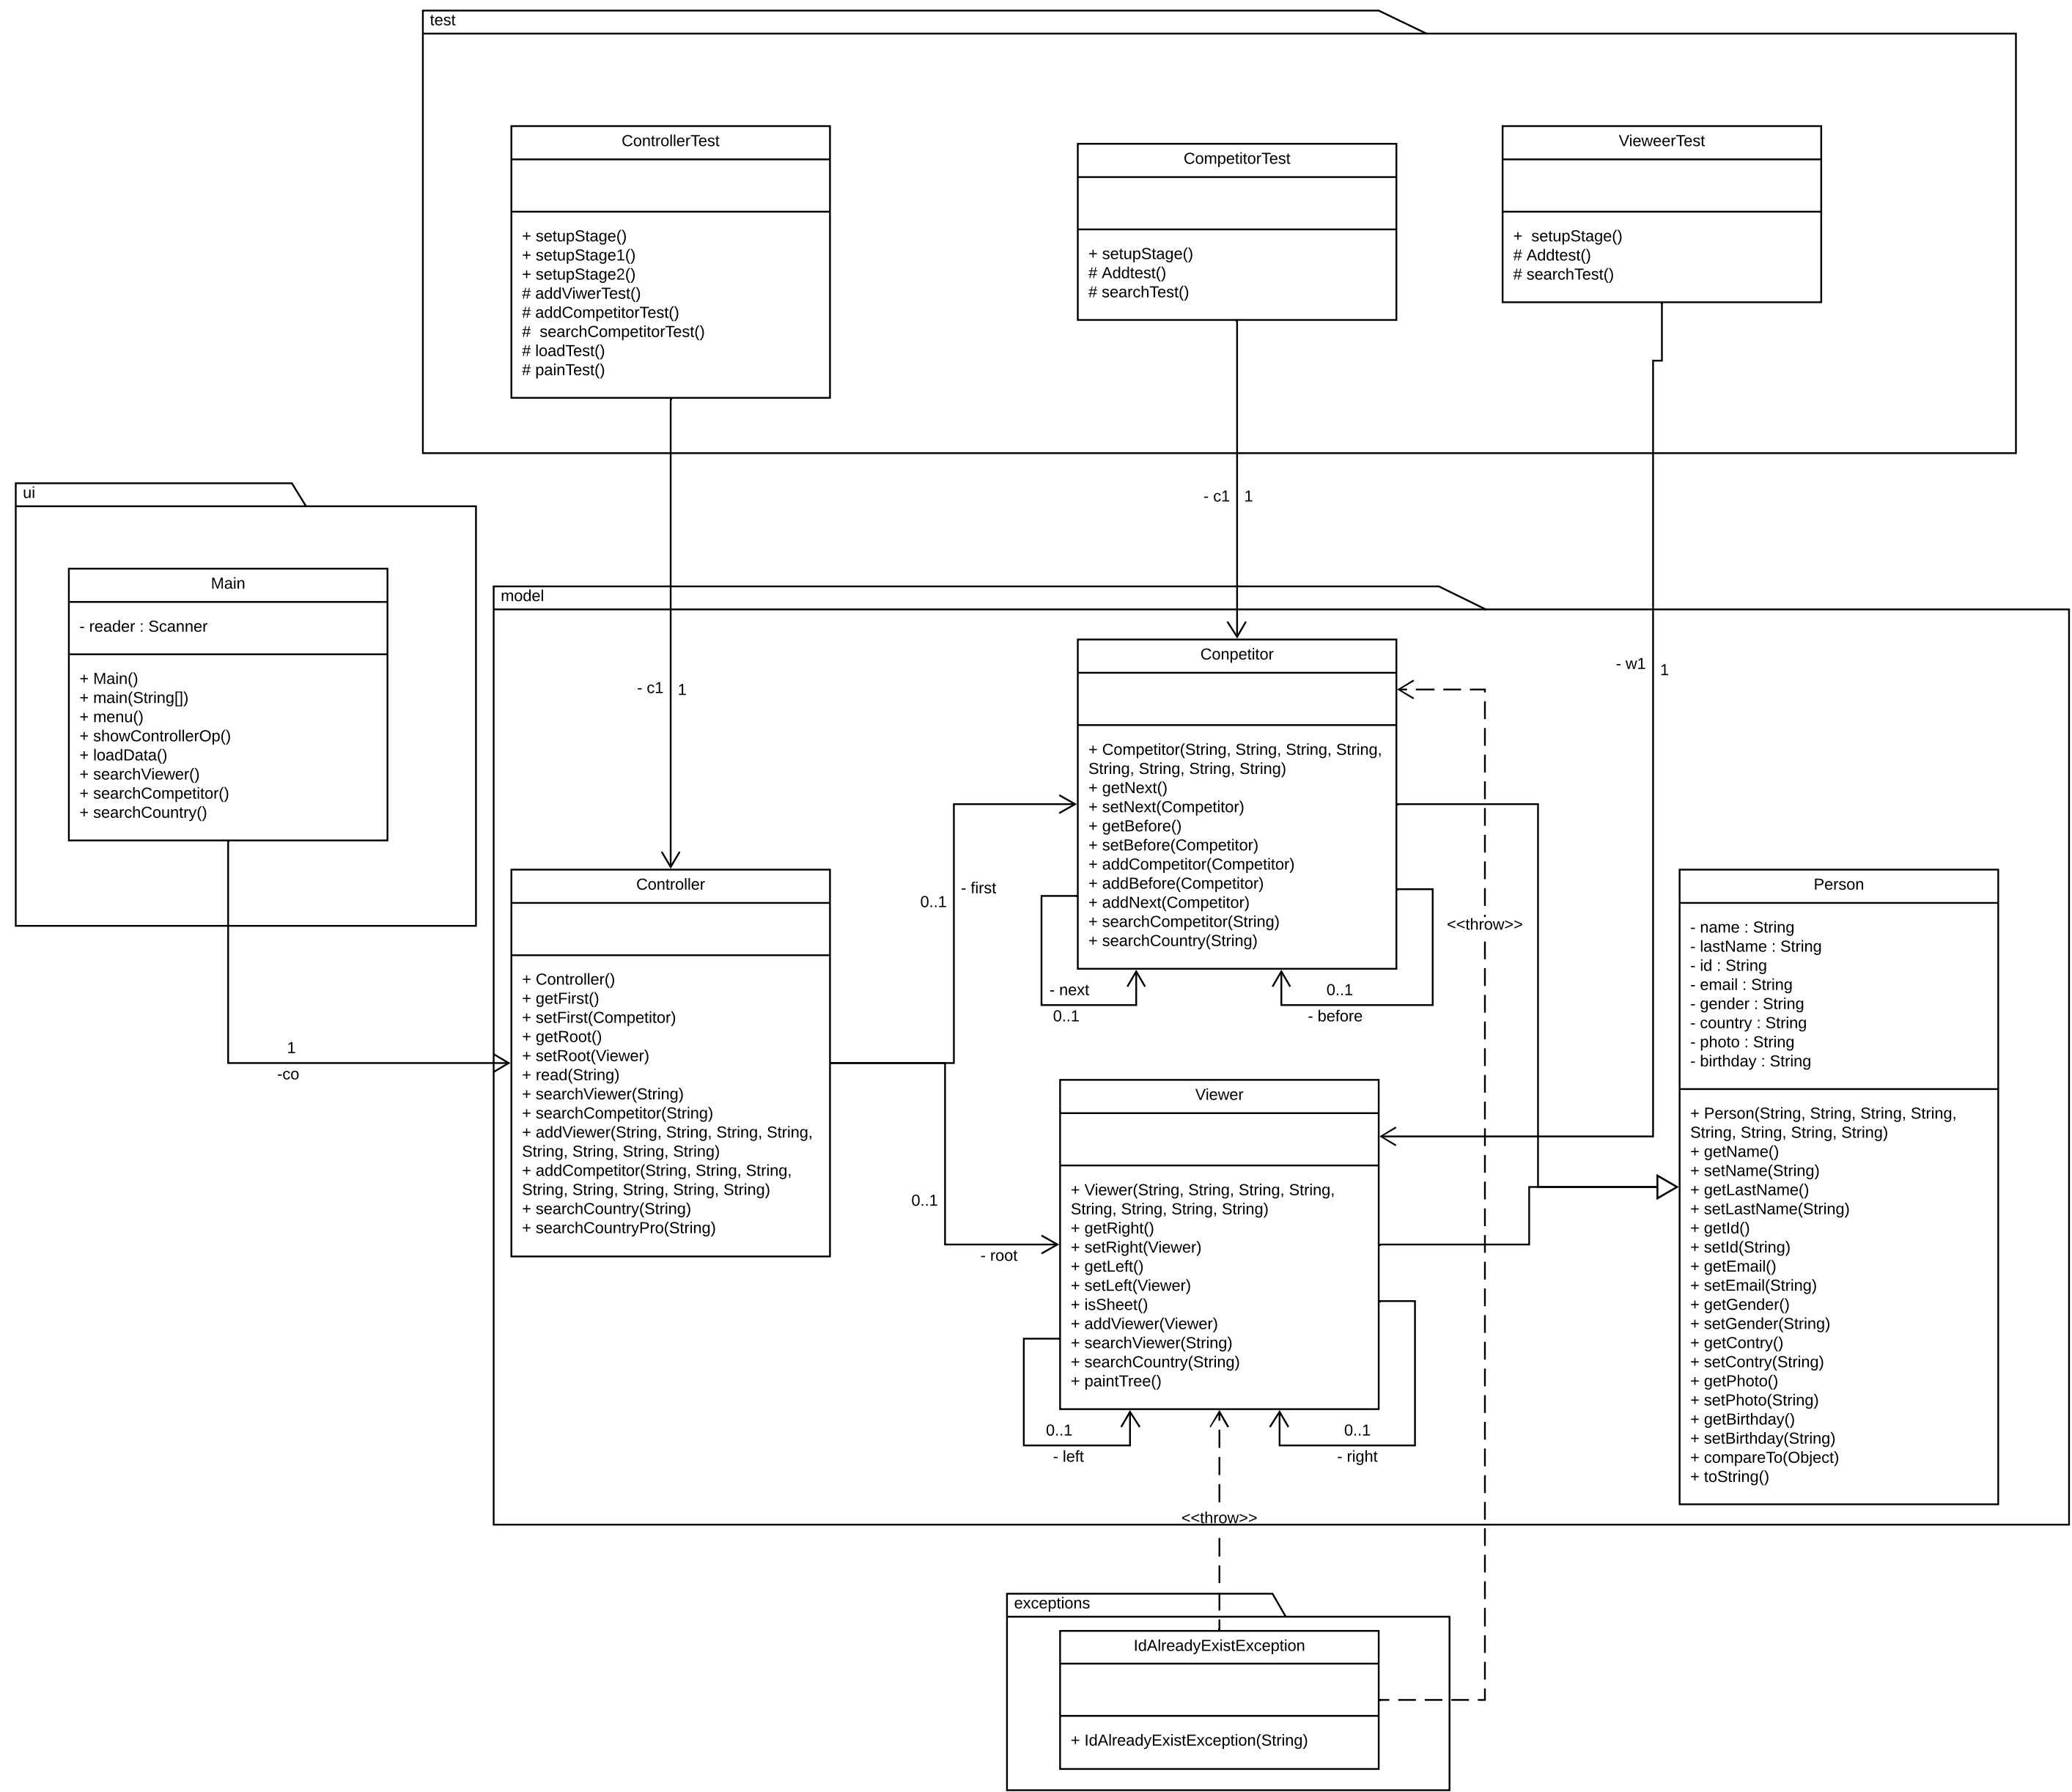 test
ControllerTest
+ setupStage()
+ setupStage1()
+ setupStage2()
# addViwerTest()
# addCompetitorTest()
#  searchCompetitorTest()
# loadTest()
# painTest()
CompetitorTest
+ setupStage()
# Addtest()
# searchTest()
VieweerTest
+  setupStage()
# Addtest()
# searchTest()
ui
Main
- reader : Scanner
+ Main()
+ main(String[])
+ menu()
+ showControllerOp()
+ loadData()
+ searchViewer()
+ searchCompetitor()
+ searchCountry()
1
-co
- c1
1
- c1
1
- w1
1
model
Controller
+ Controller()
+ getFirst()
+ setFirst(Competitor)
+ getRoot()
+ setRoot(Viewer)
+ read(String)
+ searchViewer(String)
+ searchCompetitor(String)
+ addViewer(String, String, String, String,
String, String, String, String)
+ addCompetitor(String, String, String,
String, String, String, String, String)
+ searchCountry(String)
+ searchCountryPro(String)
0..1
- first
0..1
- root
Conpetitor
+ Competitor(String, String, String, String,
String, String, String, String)
+ getNext()
+ setNext(Competitor)
+ getBefore()
+ setBefore(Competitor)
+ addCompetitor(Competitor)
+ addBefore(Competitor)
+ addNext(Competitor)
+ searchCompetitor(String)
+ searchCountry(String)
- next
0..1
0..1
- before
<<throw>>
Viewer
+ Viewer(String, String, String, String,
String, String, String, String)
+ getRight()
+ setRight(Viewer)
+ getLeft()
+ setLeft(Viewer)
+ isSheet()
+ addViewer(Viewer)
+ searchViewer(String)
+ searchCountry(String)
+ paintTree()
0..1
- left
0..1
- right
<<throw>>
Person
- name : String
- lastName : String
- id : String
- email : String
- gender : String
- country : String
- photo : String
- birthday : String
+ Person(String, String, String, String,
String, String, String, String)
+ getName()
+ setName(String)
+ getLastName()
+ setLastName(String)
+ getId()
+ setId(String)
+ getEmail()
+ setEmail(String)
+ getGender()
+ setGender(String)
+ getContry()
+ setContry(String)
+ getPhoto()
+ setPhoto(String)
+ getBirthday()
+ setBirthday(String)
+ compareTo(Object)
+ toString()
exceptions
IdAlreadyExistException
+ IdAlreadyExistException(String)